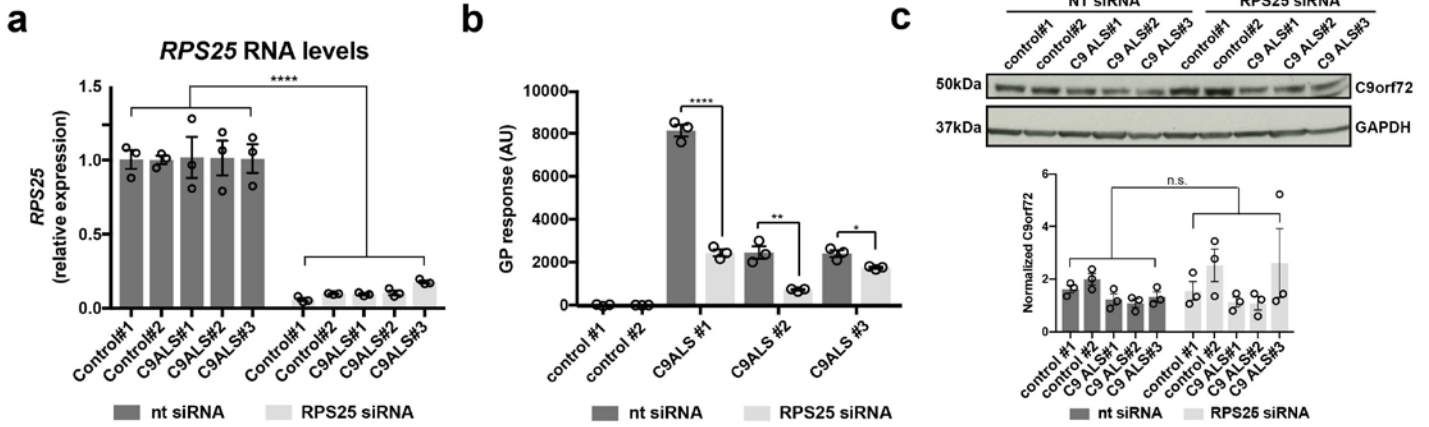 a
RPS25 RNA levels
RPS25
(relative expression)
1.5
1.0
0.5
0.0
****
Control#1
Control#2
C9ALS#1
C9ALS#2
C9ALS#3
Control#1
Control#2
C9ALS#1
C9ALS#2
C9ALS#3
nt siRNA
RPS25 siRNA
b
GP response (AU)
10000
8000
6000
4000
2000
0
****
**
*
control #1
control #2
C9ALS #1
C9ALS #2
C9ALS #3
nt siRNA
RPS25 siRNA
c
NT siRNA
RPS25 siRNA
control#1
control#2
C9 ALS#1
C9 ALS#2
C9 ALS#3
control#1
control#2
C9 ALS#1
C9 ALS#2
C9 ALS#3
50kDa
C9orf72
37kDa
GAPDH
Normalized C9orf72
6
4
2
0
n.s.
control #1
control #2
C9 ALS#1
C9 ALS#2
C9 ALS#3
control #1
control #2
C9 ALS#1
C9 ALS#2
C9 ALS#3
nt siRNA
RPS25 siRNA